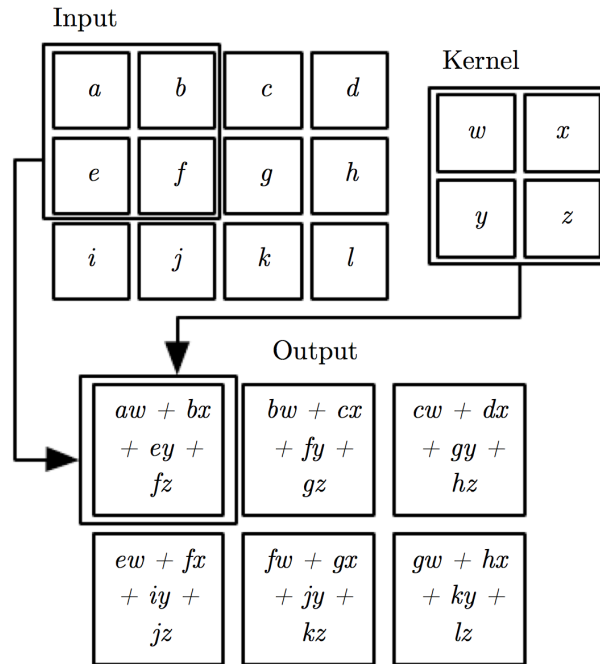 Input
a b c d
e f g h
i j k l
Kernel
w x
y z
Output
aw + bx
+ ey +
fz
bw + cx
+ fy +
gz
cw + dx
+ gy +
hz
ew + fx
+ iy +
jz
fw + gx
+ jy +
kz
gw + hx
+ ky +
lz